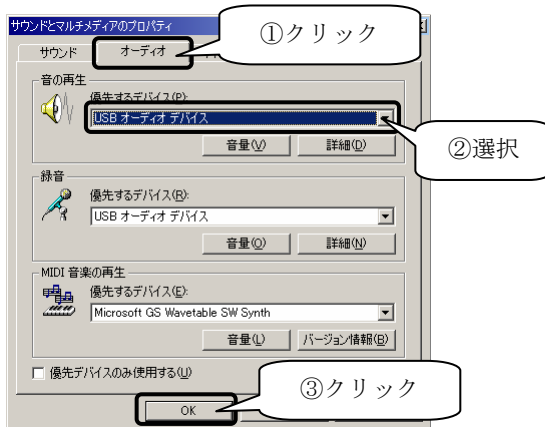 サウンドとマルチメディアのプロパティ
①クリック
サウンド
オーディオ
音の再生
優先するデバイス(P):
USB オーディオ デバイス
音量(V)
詳細(D)
②選択
録音
優先するデバイス(R):
USB オーディオ デバイス
音量(O)
詳細(N)
MIDI 音楽の再生
優先するデバイス(E):
Microsoft GS Wavetable SW Synth
音量(L)
バージョン情報(B)
優先デバイスのみ使用する(U)
③クリック
OK